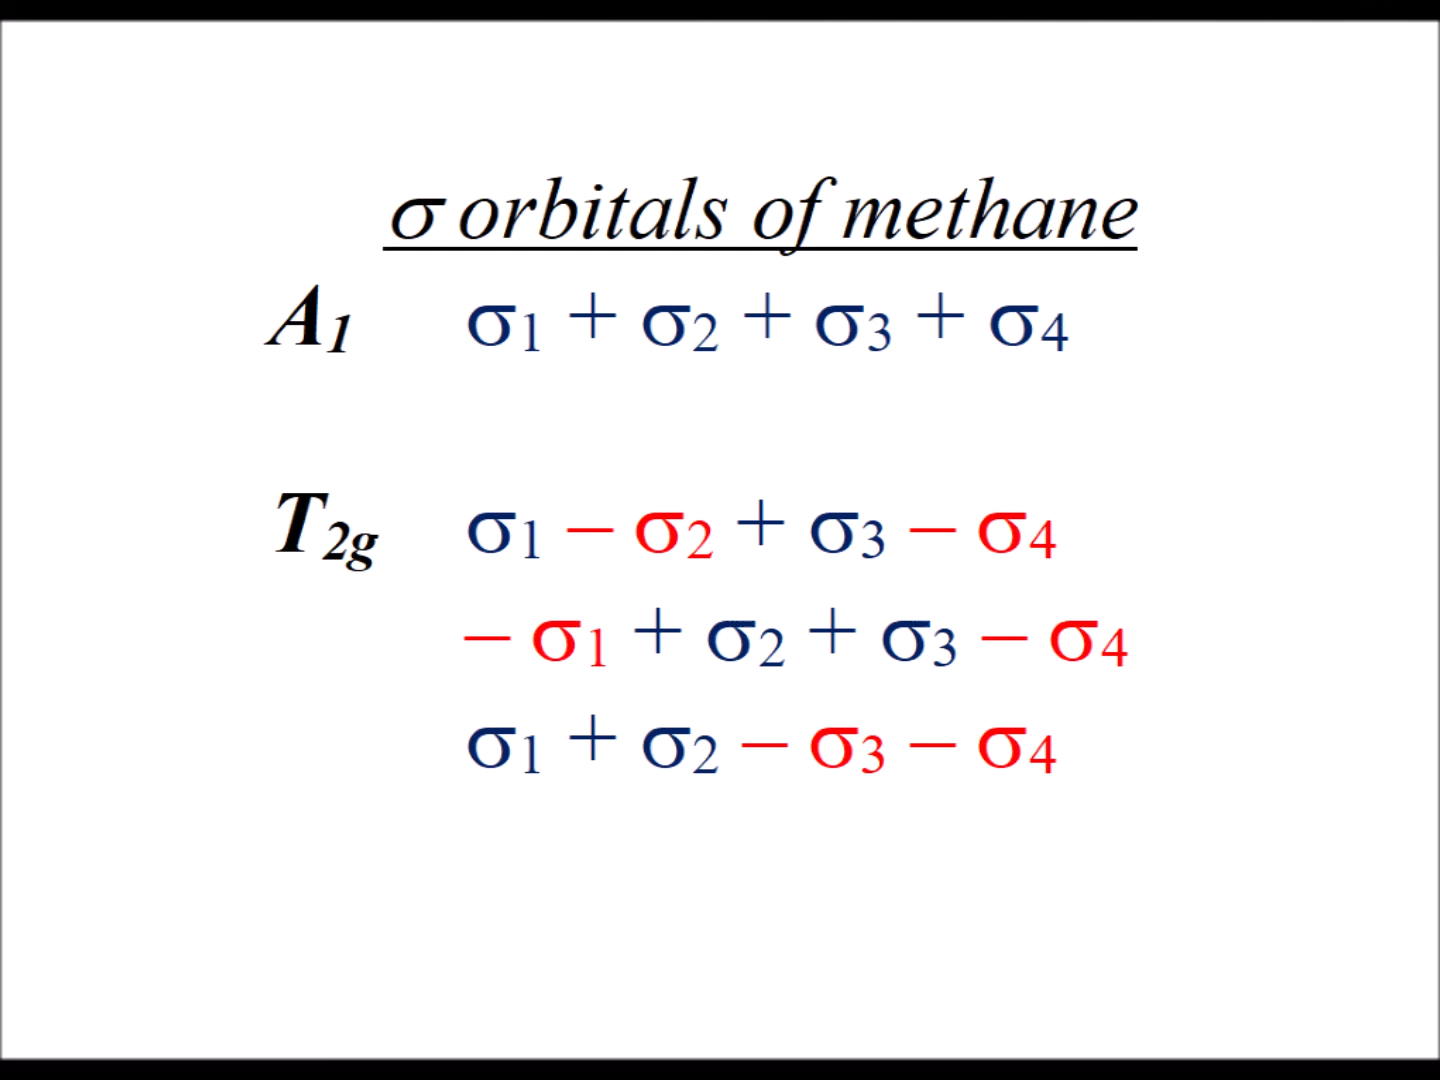 σ orbitals of methane
A₁ σ₁ + σ₂ + σ₃ + σ₄
T₂g σ₁ – σ₂ + σ₃ – σ₄
– σ₁ + σ₂ + σ₃ – σ₄
σ₁ + σ₂ – σ₃ – σ₄